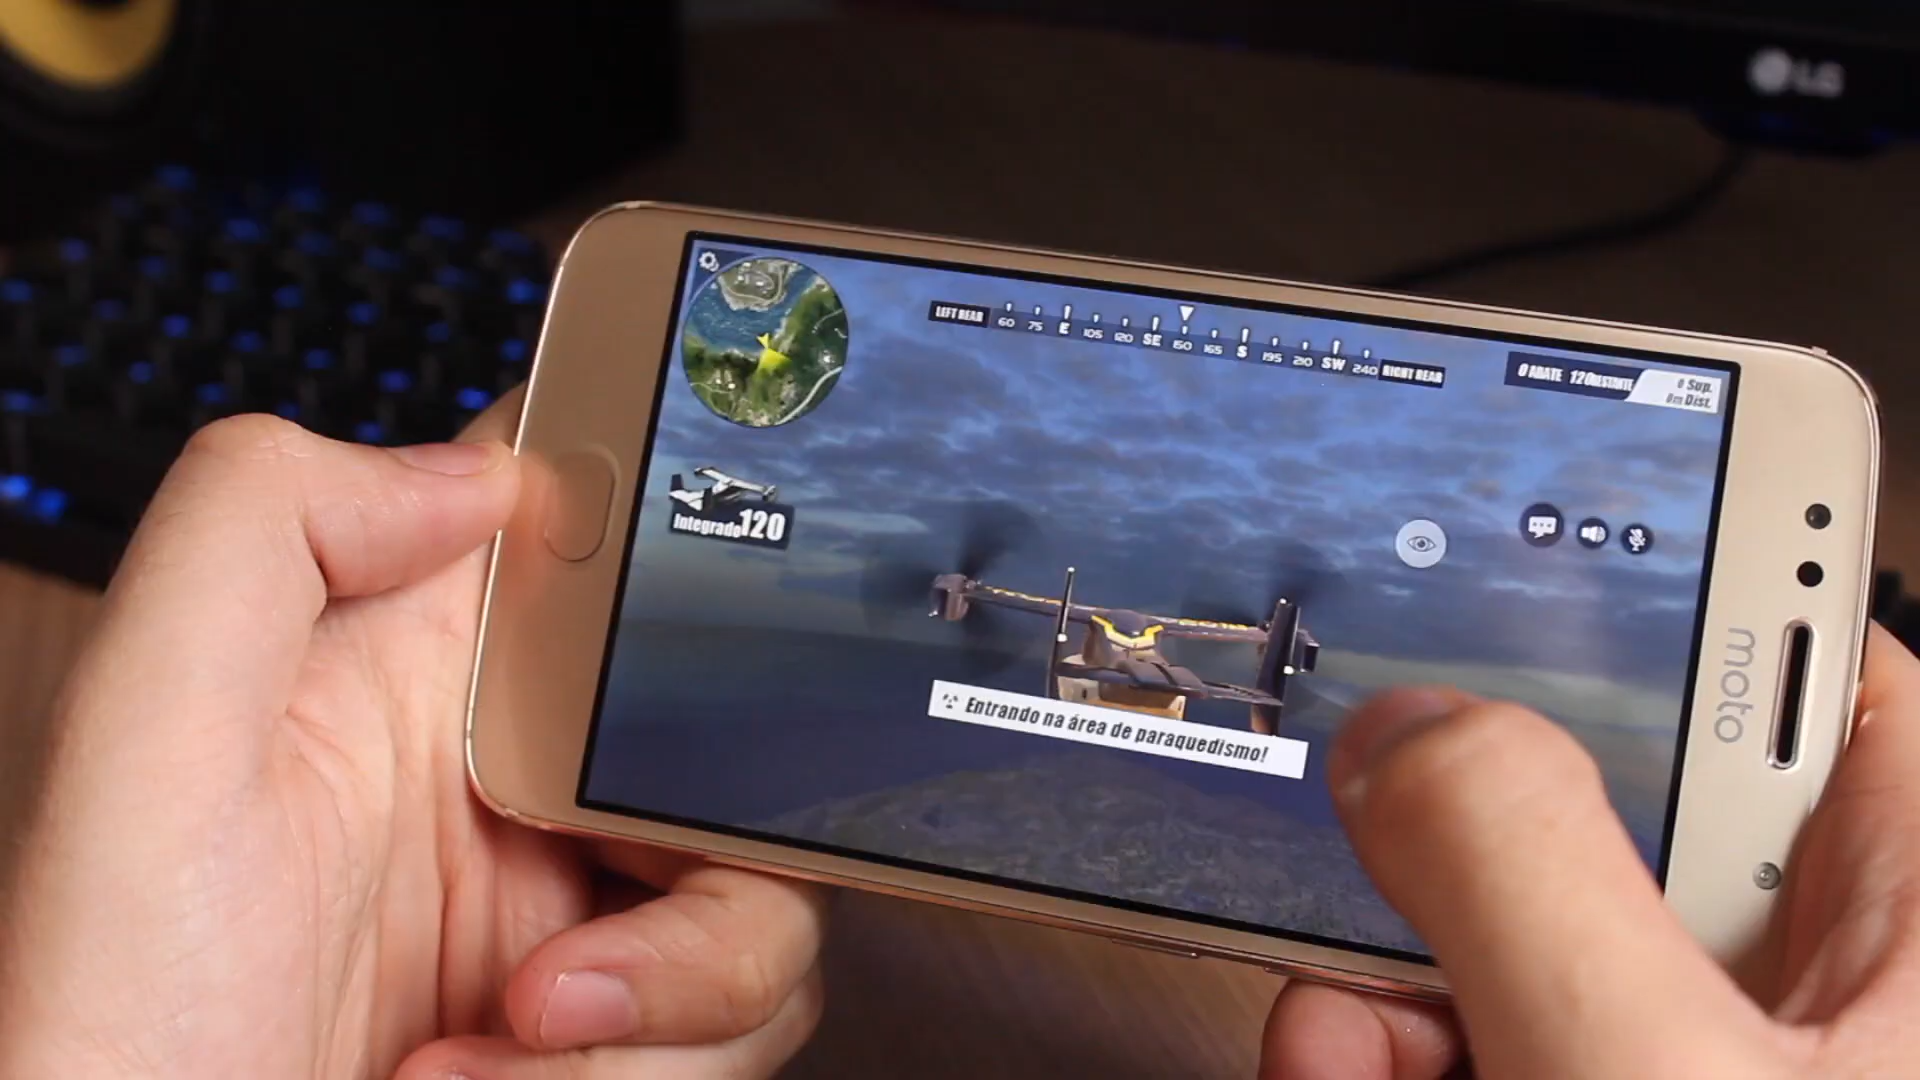 LG
LEFT REAR 60 75 E 105 120 SE 150 165 S 195 210 SW 240 RIGHT REAR
0 ABATE 120 RESTANTE
0 Sup.
0m Dist.
Integrado 120
Entrando na área de paraquedismo!
moto